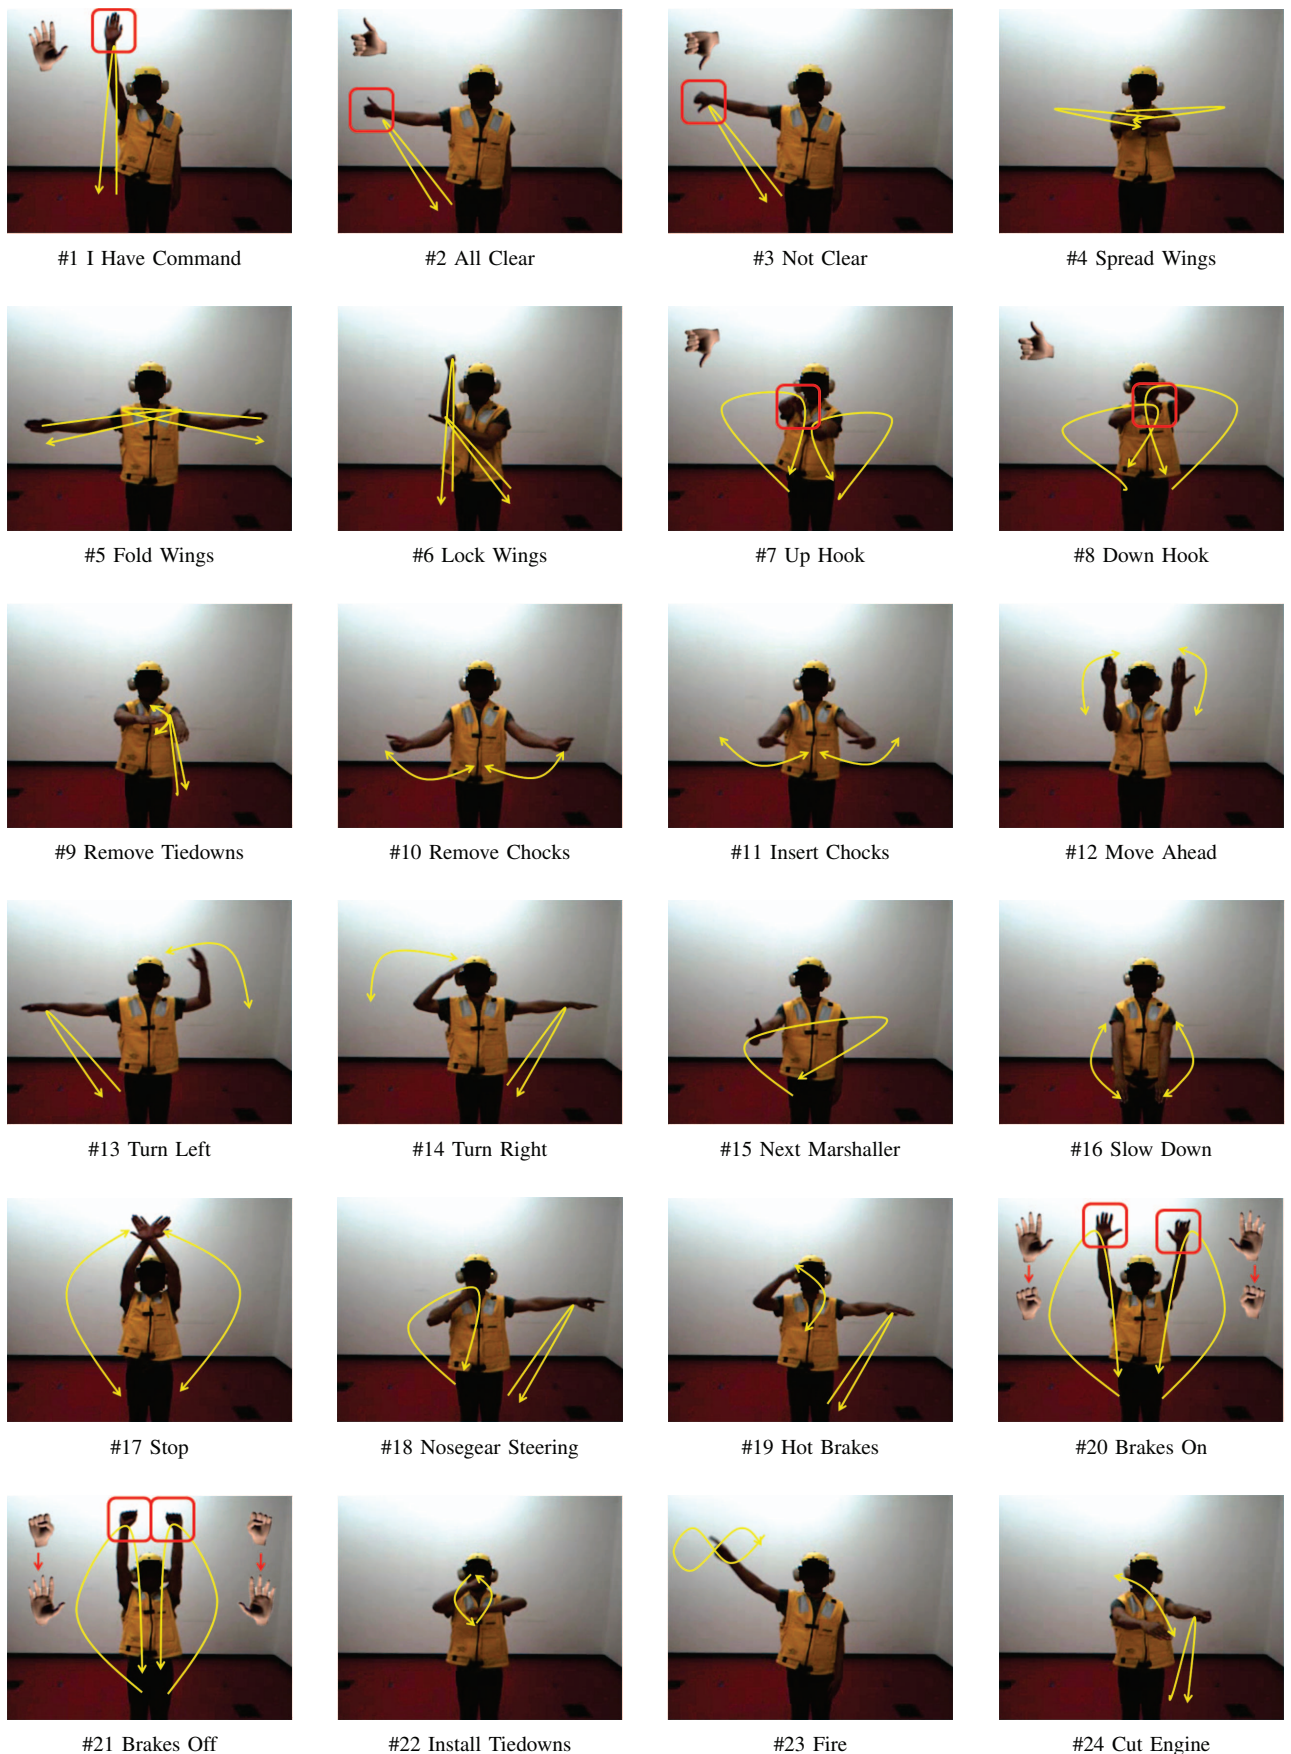 #1 I Have Command
#2 All Clear
#3 Not Clear
#4 Spread Wings
#5 Fold Wings
#6 Lock Wings
#7 Up Hook
#8 Down Hook
#9 Remove Tiedowns
#10 Remove Chocks
#11 Insert Chocks
#12 Move Ahead
#13 Turn Left
#14 Turn Right
#15 Next Marshaller
#16 Slow Down
#17 Stop
#18 Nosegear Steering
#19 Hot Brakes
#20 Brakes On
#21 Brakes Off
#22 Install Tiedowns
#23 Fire
#24 Cut Engine